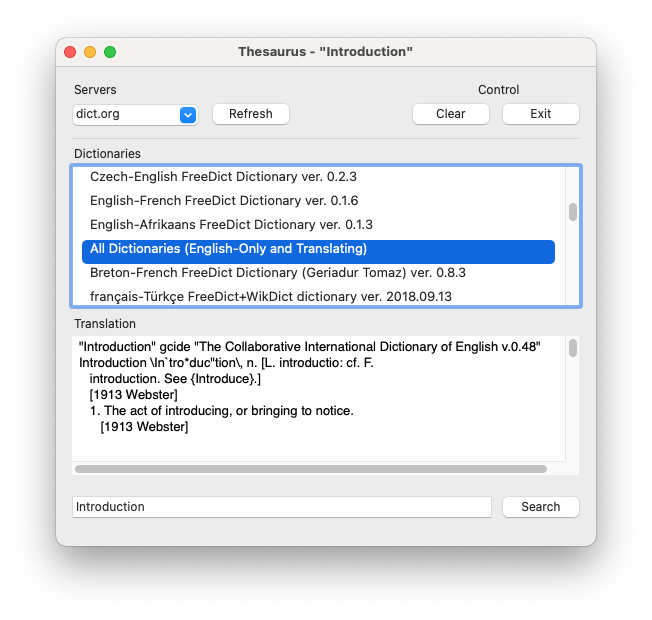 Thesaurus - "Introduction"
Servers
Control
dict.org
Refresh
Clear
Exit
Dictionaries
Czech-English FreeDict Dictionary ver. 0.2.3
English-French FreeDict Dictionary ver. 0.1.6
English-Afrikaans FreeDict Dictionary ver. 0.1.3
All Dictionaries (English-Only and Translating)
Breton-French FreeDict Dictionary (Geriadur Tomaz) ver. 0.8.3
français-Türkçe FreeDict+WikDict dictionary ver. 2018.09.13
Translation
"Introduction" gcide "The Collaborative International Dictionary of English v.0.48"
Introduction \In`tro*duc"tion\, n. [L. introductio: cf. F.
introduction. See {Introduce}.]
[1913 Webster]
1. The act of introducing, or bringing to notice.
[1913 Webster]
Introduction
Search